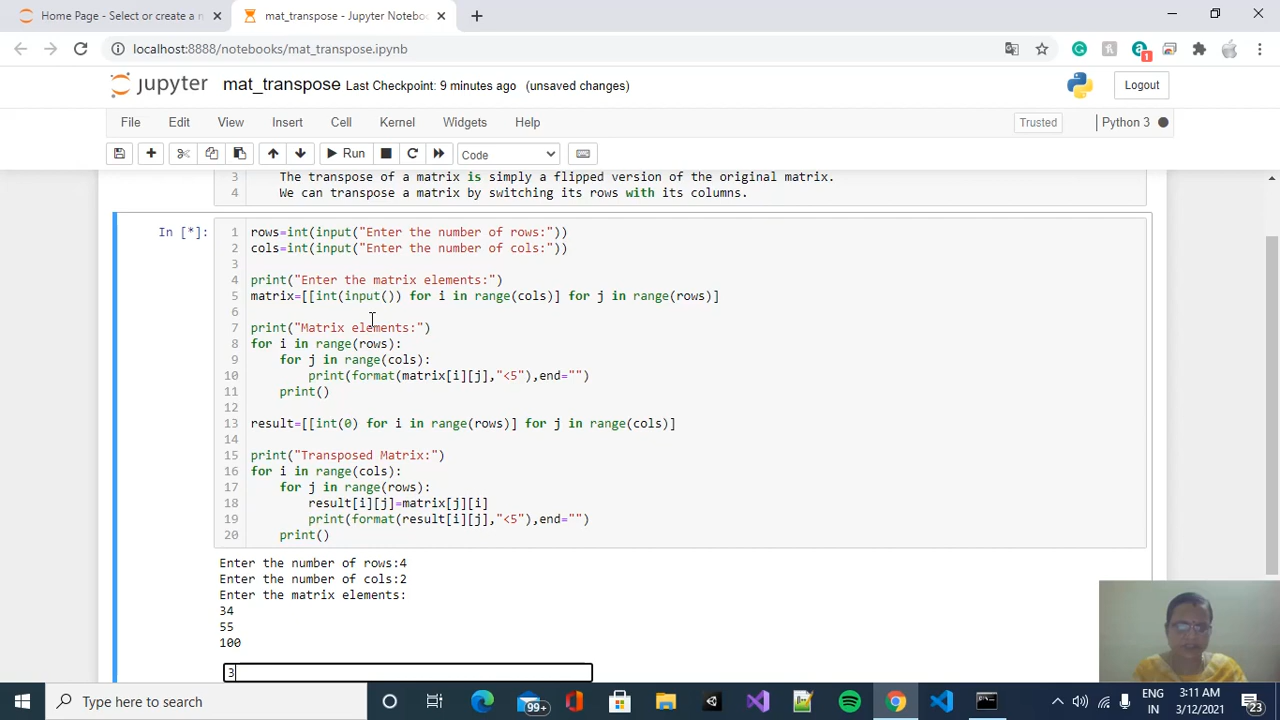 Home Page - Select or create a n
mat_transpose - Jupyter Noteboo
localhost:8888/notebooks/mat_transpose.ipynb
1
jupyter mat_transpose Last Checkpoint: 9 minutes ago (unsaved changes)
Logout
File Edit View Insert Cell Kernel Widgets Help
Trusted Python 3
Run Code
3 The transpose of a matrix is simply a flipped version of the original matrix.
4 We can transpose a matrix by switching its rows with its columns.
In [*]:
1 rows=int(input("Enter the number of rows:"))
2 cols=int(input("Enter the number of cols:"))
3
4 print("Enter the matrix elements:")
5 matrix=[[int(input()) for i in range(cols)] for j in range(rows)]
6
7 print("Matrix elements:")
8 for i in range(rows):
9 for j in range(cols):
10 print(format(matrix[i][j],"<5"),end="")
11 print()
12
13 result=[[int(0) for i in range(rows)] for j in range(cols)]
14
15 print("Transposed Matrix:")
16 for i in range(cols):
17 for j in range(rows):
18 result[i][j]=matrix[j][i]
19 print(format(result[i][j],"<5"),end="")
20 print()
Enter the number of rows:4
Enter the number of cols:2
Enter the matrix elements:
34
55
100
3
Type here to search
99+
ENG
IN
3:11 AM
3/12/2021
23